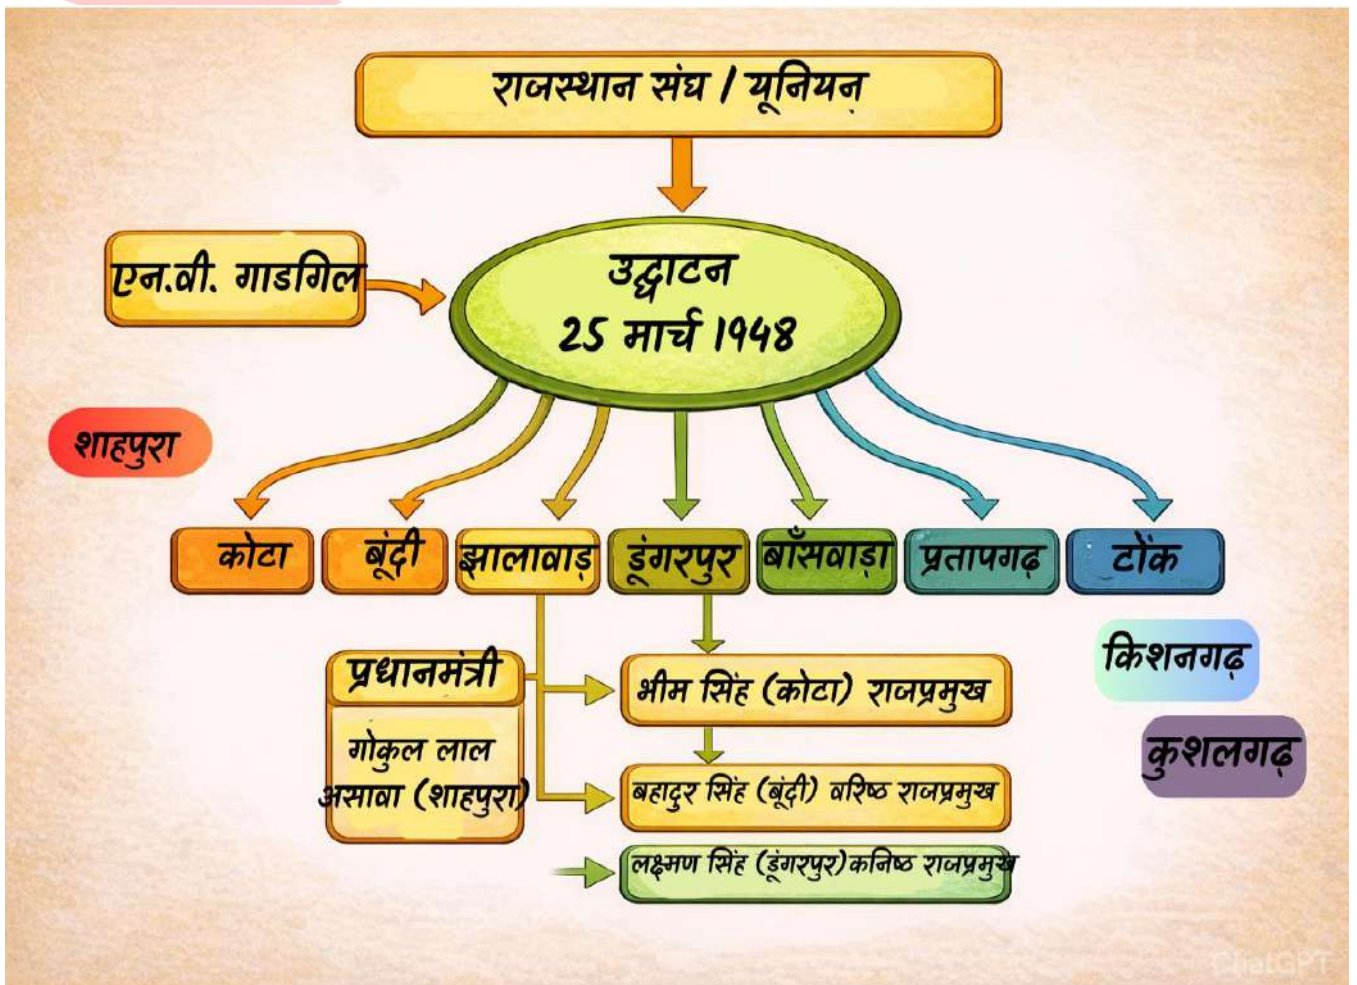 राजस्थान संघ / यूनियन
एन.वी. गाडगिल
उद्घाटन
25 मार्च 1948
शाहपुरा
कोटा
बूंदी
झालावाड़
डूंगरपुर
बाँसवाड़ा
प्रतापगढ़
टोंक
किशनगढ़
कुशलगढ़
प्रधानमंत्री
गोकुल लाल
असावा (शाहपुरा)
भीम सिंह (कोटा) राजप्रमुख
बहादुर सिंह (बूंदी) वरिष्ठ राजप्रमुख
लक्ष्मण सिंह (डूंगरपुर) कनिष्ठ राजप्रमुख
ChatGPT